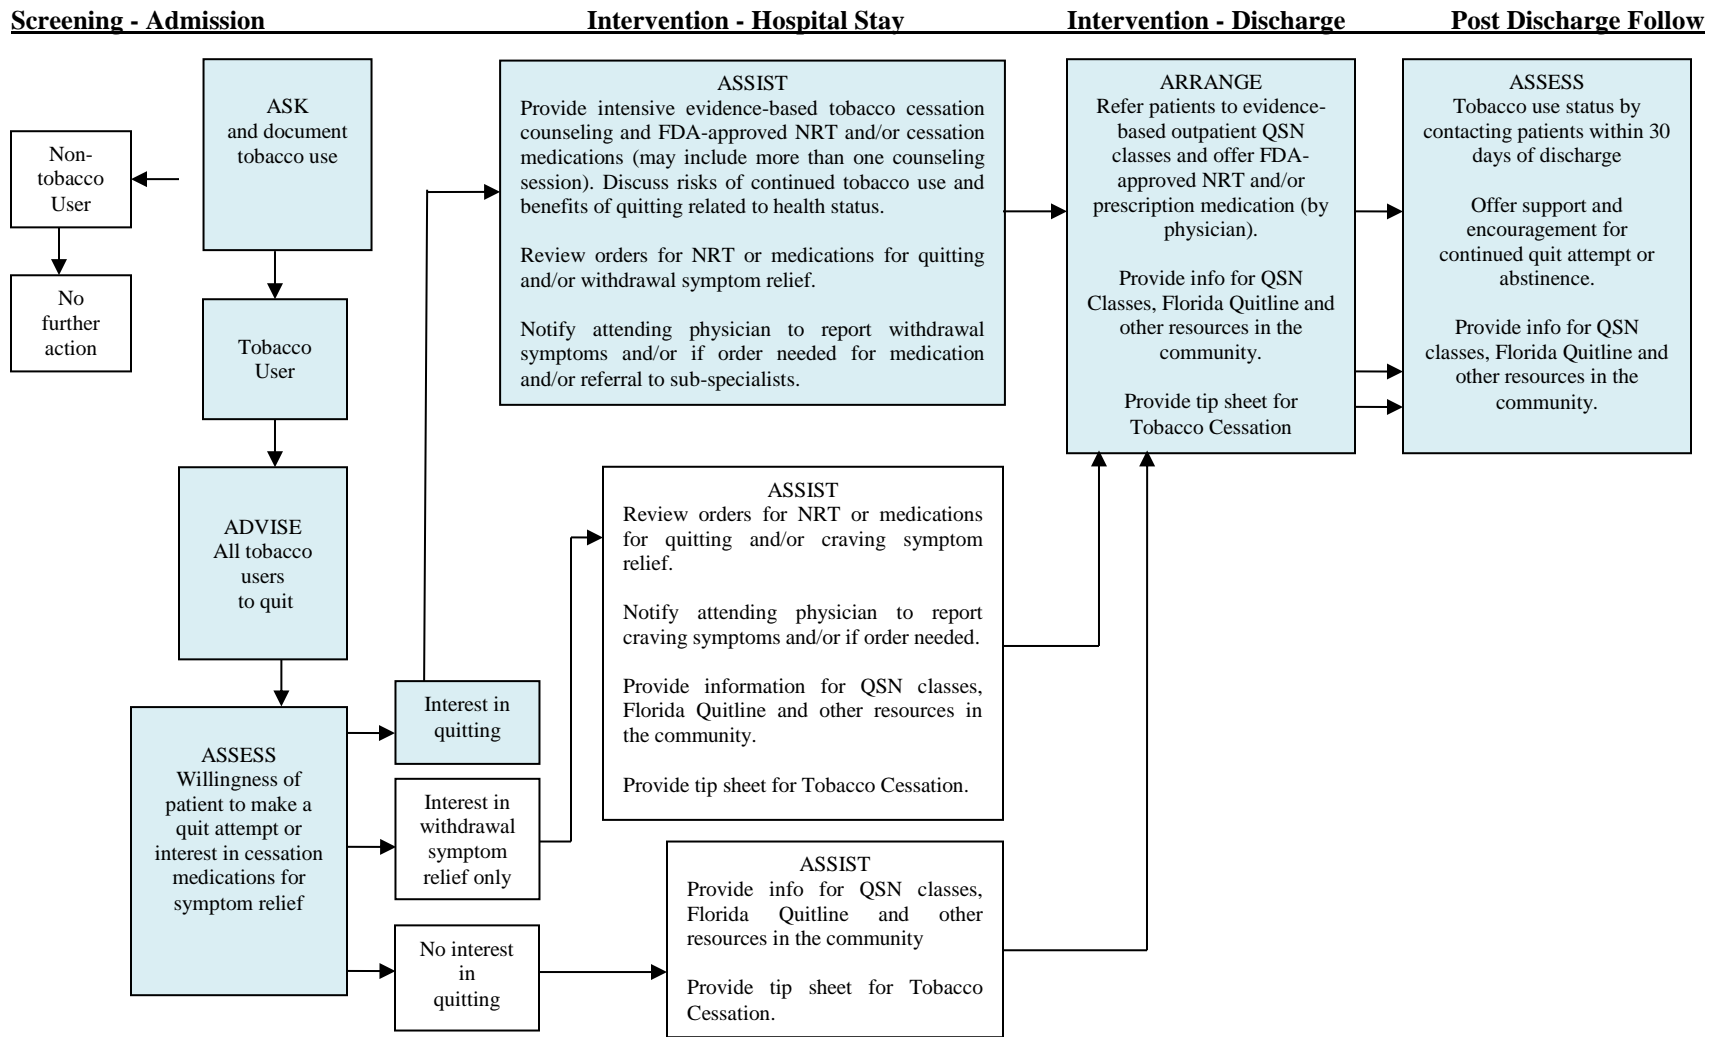 Screening - Admission
Intervention - Hospital Stay
Intervention - Discharge
Post Discharge Follow
ASK
and document
tobacco use
Non-
tobacco
User
No
further
action
Tobacco
User
ADVISE
All tobacco
users
to quit
ASSESS
Willingness of
patient to make a
quit attempt or
interest in cessation
medications for
symptom relief
Interest in
quitting
Interest in
withdrawal
symptom
relief only
No interest
in
quitting
ASSIST
Provide intensive evidence-based tobacco cessation
counseling and FDA-approved NRT and/or cessation
medications (may include more than one counseling
session). Discuss risks of continued tobacco use and
benefits of quitting related to health status.
Review orders for NRT or medications for quitting
and/or withdrawal symptom relief.
Notify attending physician to report withdrawal
symptoms and/or if order needed for medication
and/or referral to sub-specialists.
ASSIST
Review orders for NRT or medications
for quitting and/or craving symptom
relief.
Notify attending physician to report
craving symptoms and/or if order needed.
Provide information for QSN classes,
Florida Quitline and other resources in
the community.
Provide tip sheet for Tobacco Cessation.
ASSIST
Provide info for QSN classes,
Florida Quitline and other
resources in the community
Provide tip sheet for Tobacco
Cessation.
ARRANGE
Refer patients to evidence-
based outpatient QSN
classes and offer FDA-
approved NRT and/or
prescription medication (by
physician).
Provide info for QSN
Classes, Florida Quitline and
other resources in the
community.
Provide tip sheet for
Tobacco Cessation
ASSESS
Tobacco use status by
contacting patients within 30
days of discharge
Offer support and
encouragement for
continued quit attempt or
abstinence.
Provide info for QSN
classes, Florida Quitline and
other resources in the
community.